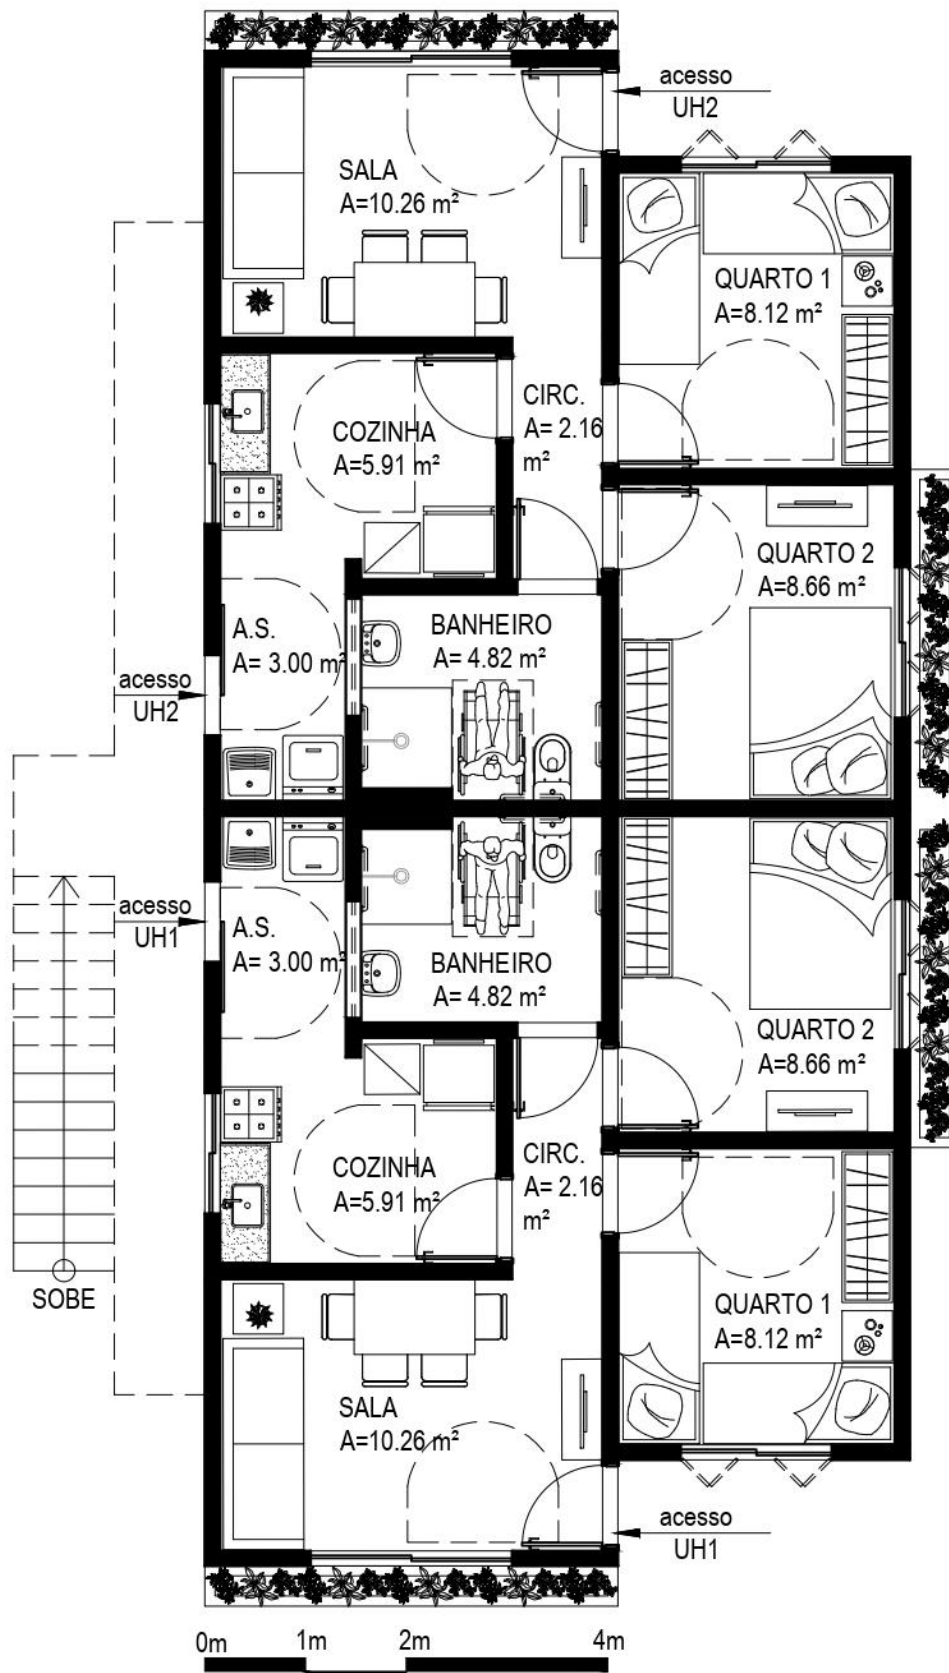 acesso
UH2
SALA
A=10.26 m²
QUARTO 1
A=8.12 m²
CIRC.
A= 2.16
m²
COZINHA
A=5.91 m²
QUARTO 2
A=8.66 m²
BANHEIRO
A= 4.82 m²
A.S.
A= 3.00 m²
acesso
UH2
acesso
UH1
A.S.
A= 3.00 m²
BANHEIRO
A= 4.82 m²
QUARTO 2
A=8.66 m²
CIRC.
A= 2.16
m²
COZINHA
A=5.91 m²
SOBE
QUARTO 1
A=8.12 m²
SALA
A=10.26 m²
acesso
UH1
0m 1m 2m 4m